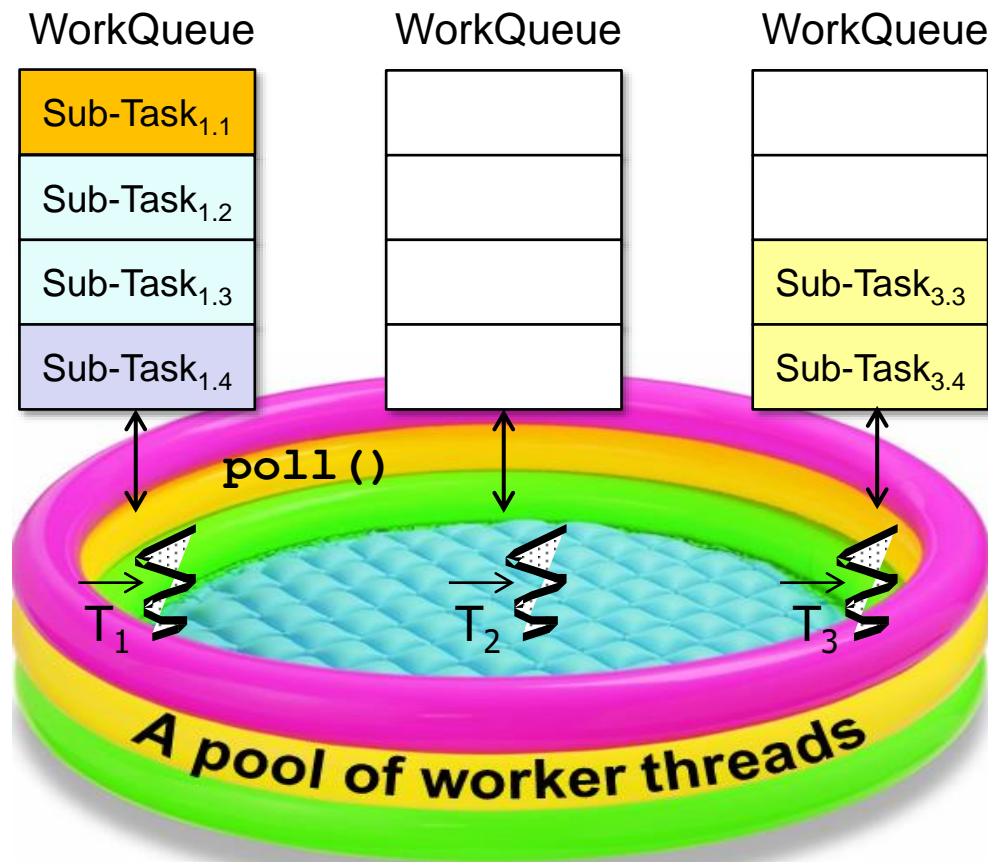 WorkQueue WorkQueue WorkQueue
Sub-Task1.1
Sub-Task1.2
Sub-Task1.3 Sub-Task3.3
Sub-Task1.4 Sub-Task3.4
poll()
T1 T2 T3
A pool of worker threads